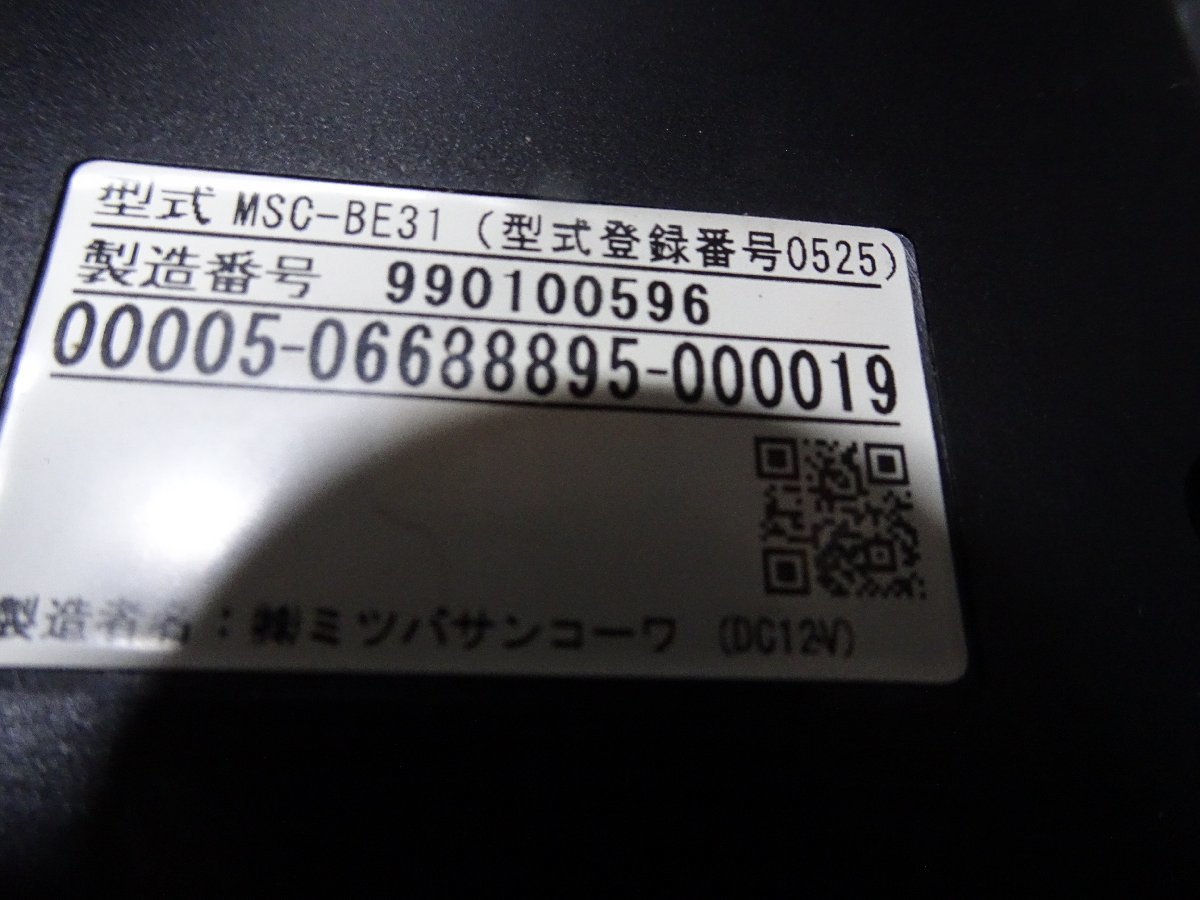 型式 MSC-BE31 (型式登録番号0525)
製造番号 990100596
00005-06688895-000019
製造者名：㈱ミツバサンコーワ (DC12V)